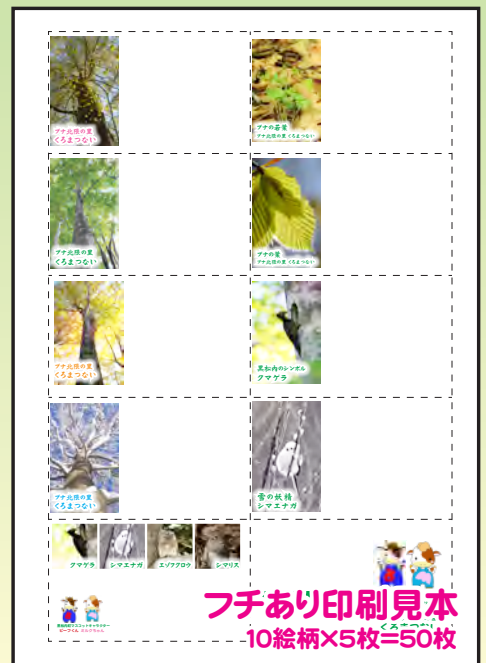 ブナ北限の里
くろまつない
ブナの若葉
ブナ北限の里くろまつない
ブナ北限の里
くろまつない
ブナの葉
ブナ北限の里くろまつない
ブナ北限の里
くろまつない
黒松内のシンボル
クマゲラ
ブナ北限の里
くろまつない
雪の妖精
シマエナガ
クマゲラ
シマエナガ
エゾフクロウ
シマリス
くろまつない
フチあり印刷見本
10絵柄×5枚=50枚